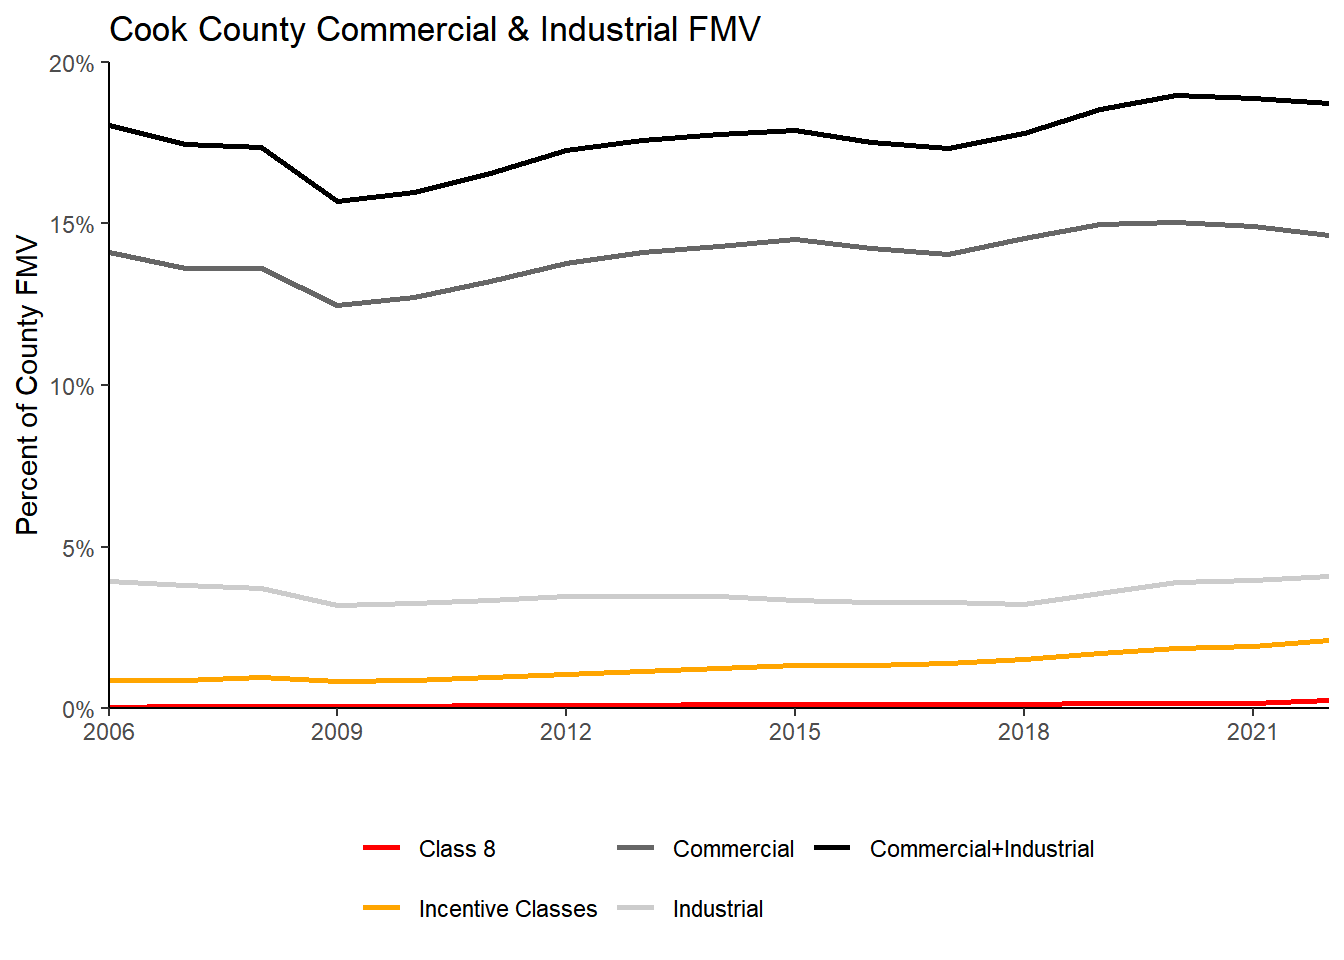 Cook County Commercial & Industrial FMV
Percent of County FMV
20%
15%
10%
5%
0%
2006 2009 2012 2015 2018 2021
Class 8 Commercial Commercial+Industrial
Incentive Classes Industrial